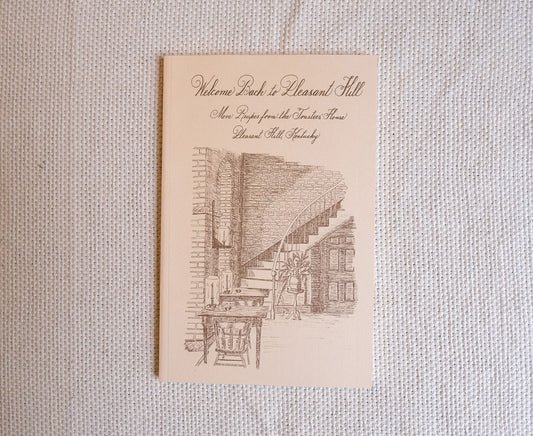 Welcome Back to Pleasant Hill
More Recipes from the Trustees' House
Pleasant Hill, Kentucky